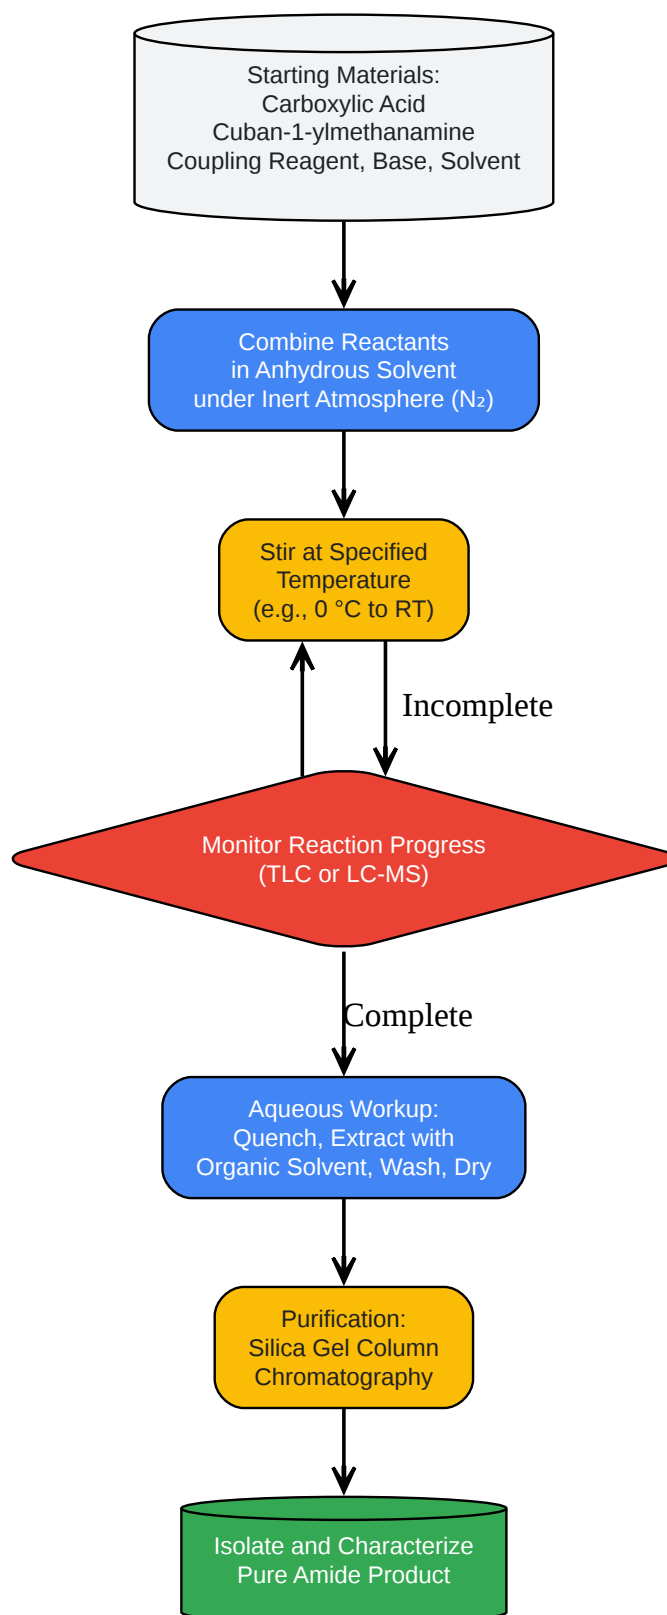 Starting Materials:
Carboxylic Acid
Cuban-1-ylmethanamine
Coupling Reagent, Base, Solvent
Combine Reactants
in Anhydrous Solvent
under Inert Atmosphere (N₂)
Stir at Specified
Temperature
(e.g., 0 °C to RT)
Incomplete
Monitor Reaction Progress
(TLC or LC-MS)
Complete
Aqueous Workup:
Quench, Extract with
Organic Solvent, Wash, Dry
Purification:
Silica Gel Column
Chromatography
Isolate and Characterize
Pure Amide Product